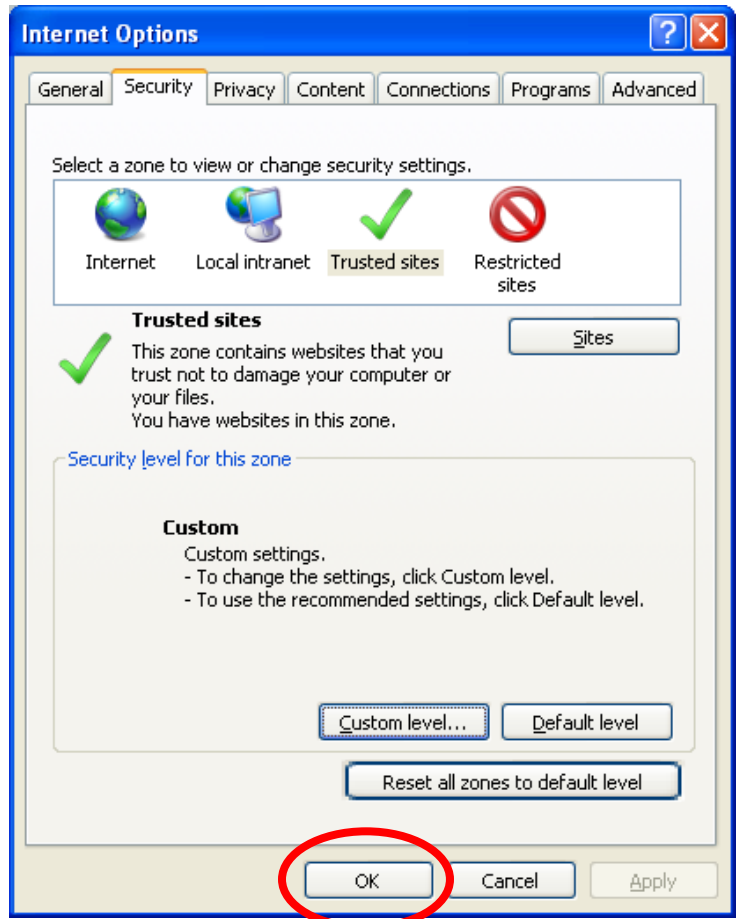 Internet Options
General Security Privacy Content Connections Programs Advanced
Select a zone to view or change security settings.
Internet Local intranet Trusted sites Restricted sites
Trusted sites
Sites
This zone contains websites that you
trust not to damage your computer or
your files.
You have websites in this zone.
Security level for this zone
Custom
Custom settings.
- To change the settings, click Custom level.
- To use the recommended settings, click Default level.
Custom level... Default level
Reset all zones to default level
OK Cancel Apply